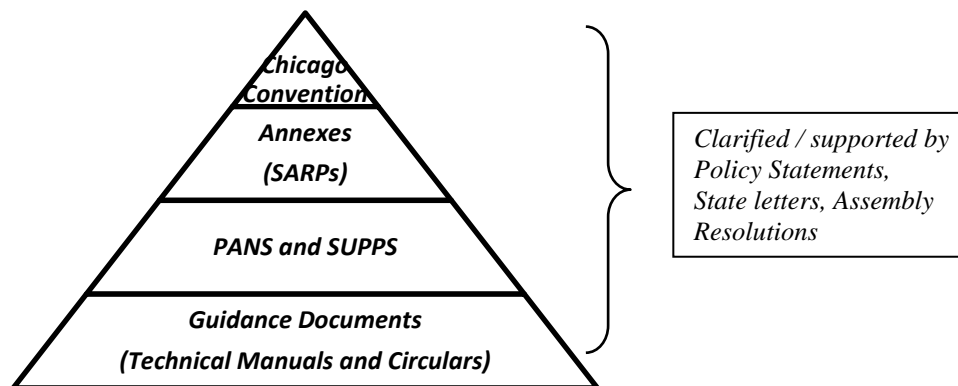 Chicago
Convention
Annexes
(SARPs)
PANS and SUPPS
Guidance Documents
(Technical Manuals and Circulars)
Clarified / supported by
Policy Statements,
State letters, Assembly
Resolutions